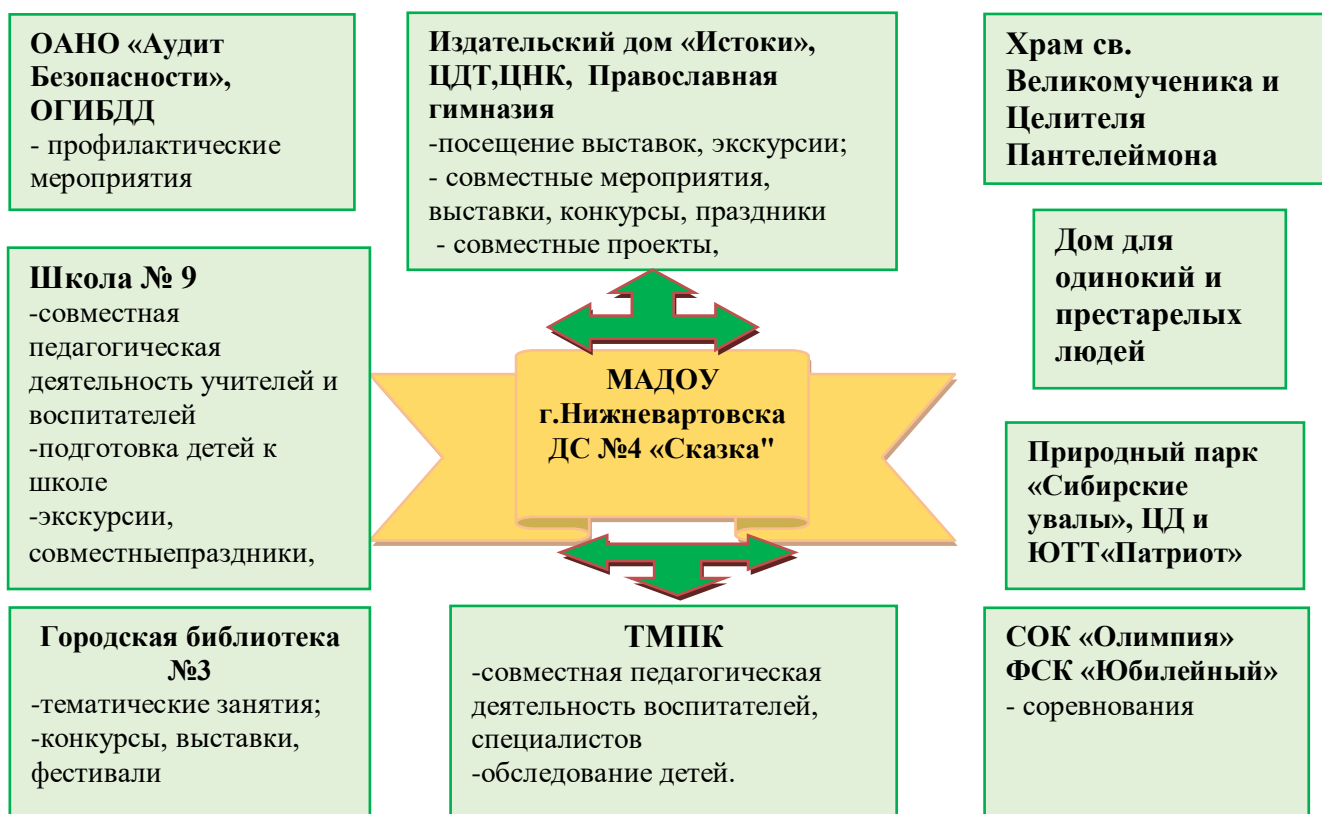 ОАНО «Аудит
Безопасности»,
ОГИБДД
- профилактические
мероприятия
Издательский дом «Истоки»,
ЦДТ,ЦНК, Православная
гимназия
-посещение выставок, экскурсии;
- совместные мероприятия,
выставки, конкурсы, праздники
- совместные проекты,
Храм св.
Великомученика и
Целителя
Пантелеймона
Школа № 9
-совместная
педагогическая
деятельность учителей и
воспитателей
-подготовка детей к
школе
-экскурсии,
совместныепраздники,
МАДОУ
г.Нижневартовска
ДС №4 «Сказка"
Дом для
одинокий и
престарелых
людей
Природный парк
«Сибирские
увалы», ЦД и
ЮТТ«Патриот»
Городская библиотека
№3
-тематические занятия;
-конкурсы, выставки,
фестивали
ТМПК
-совместная педагогическая
деятельность воспитателей,
специалистов
-обследование детей.
СОК «Олимпия»
ФСК «Юбилейный»
- соревнования